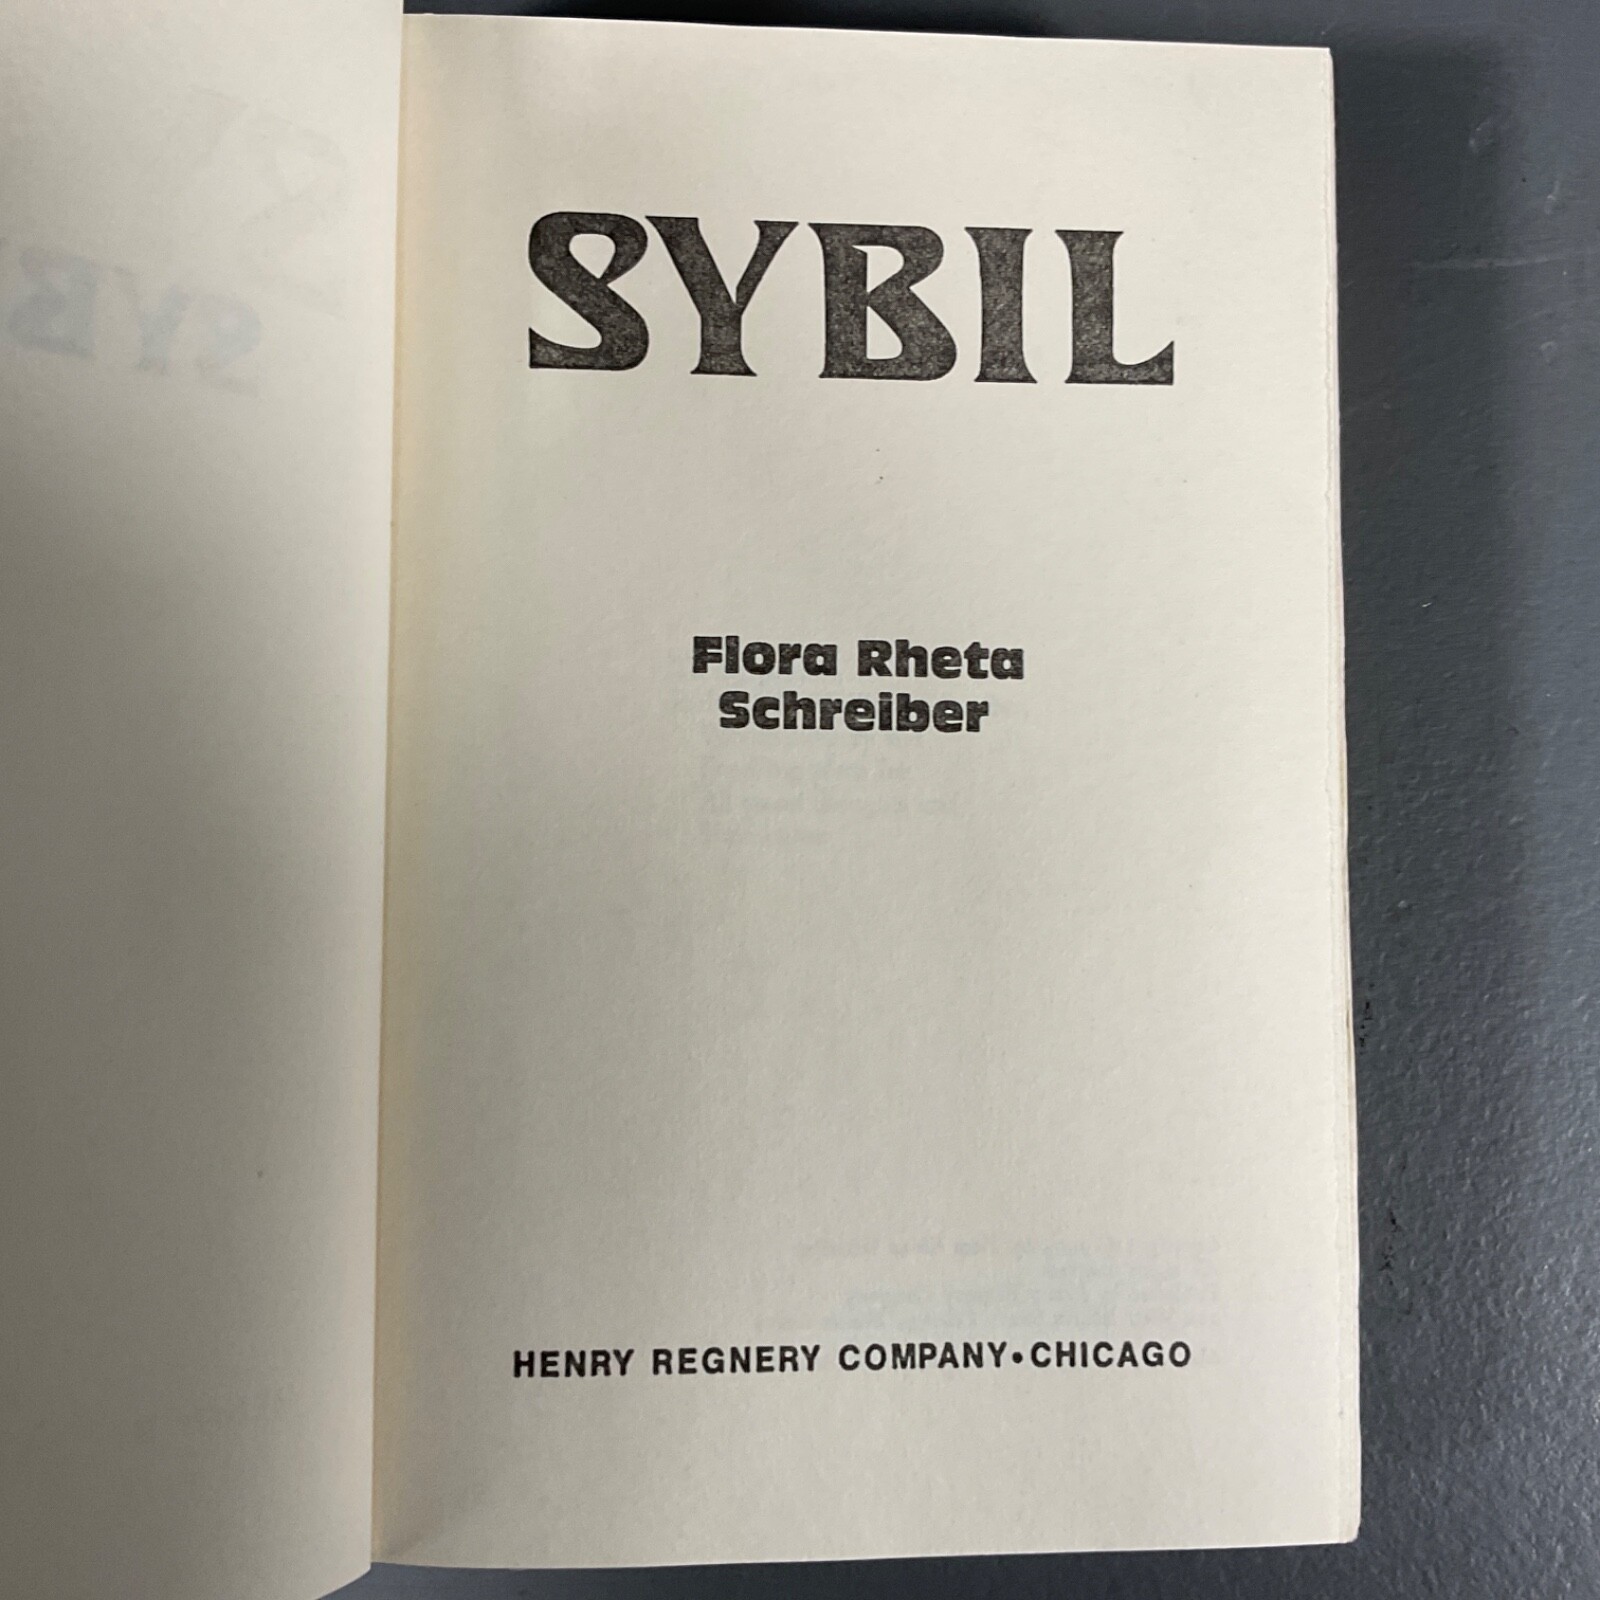 SYBIL
Flora Rheta
Schreiber
HENRY REGNERY COMPANY•CHICAGO